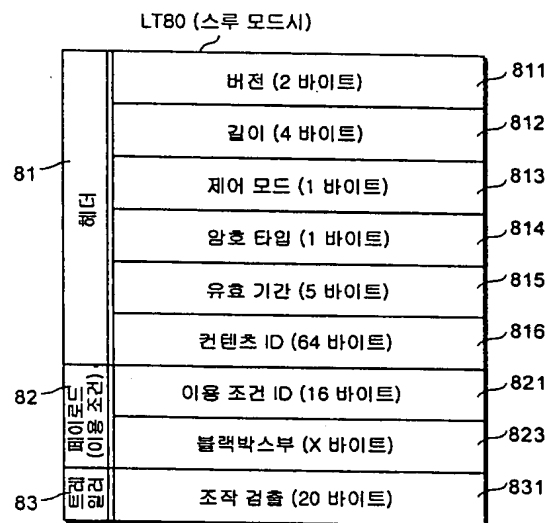 LT80 (스루 모드시)
81
헤더
버전 (2 바이트)
811
길이 (4 바이트)
812
제어 모드 (1 바이트)
813
암호 타입 (1 바이트)
814
유효 기간 (5 바이트)
815
컨텐츠 ID (64 바이트)
816
82
페이로드
(이용 조건)
이용 조건 ID (16 바이트)
821
블랙박스부 (X 바이트)
823
83
트레
일러
조작 검출 (20 바이트)
831